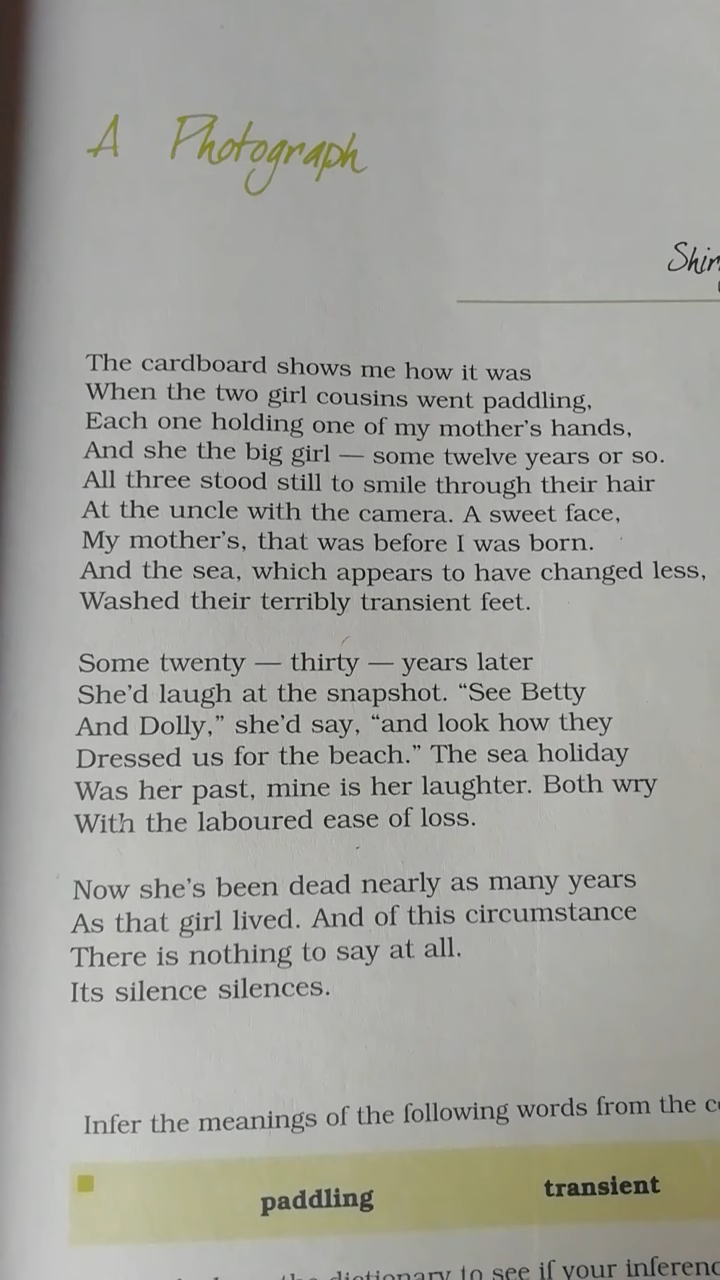 A Photograph
The cardboard shows me how it was
When the two girl cousins went paddling,
Each one holding one of my mother's hands,
And she the big girl — some twelve years or so.
All three stood still to smile through their hair
At the uncle with the camera. A sweet face,
My mother's, that was before I was born.
And the sea, which appears to have changed less,
Washed their terribly transient feet.
Some twenty — thirty — years later
She'd laugh at the snapshot. “See Betty
And Dolly,” she'd say, “and look how they
Dressed us for the beach.” The sea holiday
Was her past, mine is her laughter. Both wry
With the laboured ease of loss.
Now she's been dead nearly as many years
As that girl lived. And of this circumstance
There is nothing to say at all.
Its silence silences.
Infer the meanings of the following words from the
paddling transient
dictionary to see if your